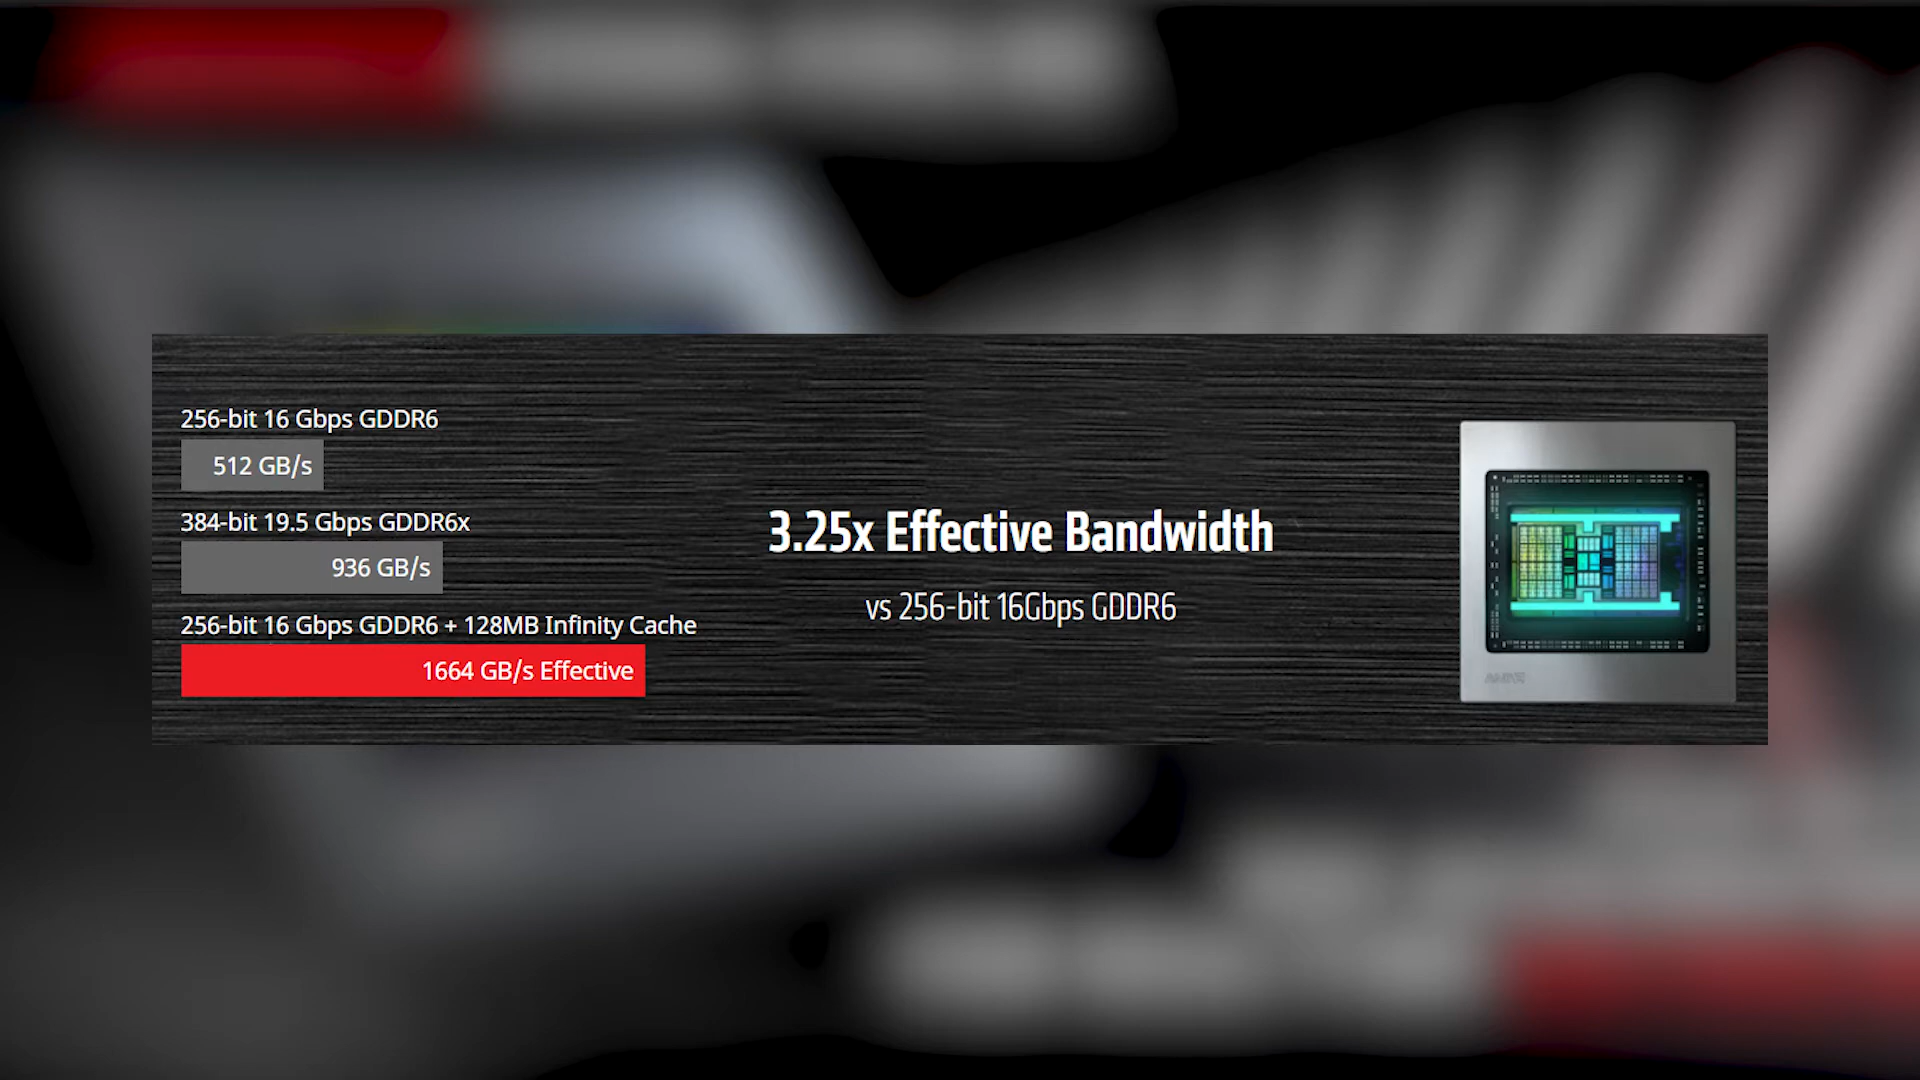 256-bit 16 Gbps GDDR6
512 GB/s
384-bit 19.5 Gbps GDDR6x
936 GB/s
256-bit 16 Gbps GDDR6 + 128MB Infinity Cache
1664 GB/s Effective
3.25x Effective Bandwidth
vs 256-bit 16Gbps GDDR6